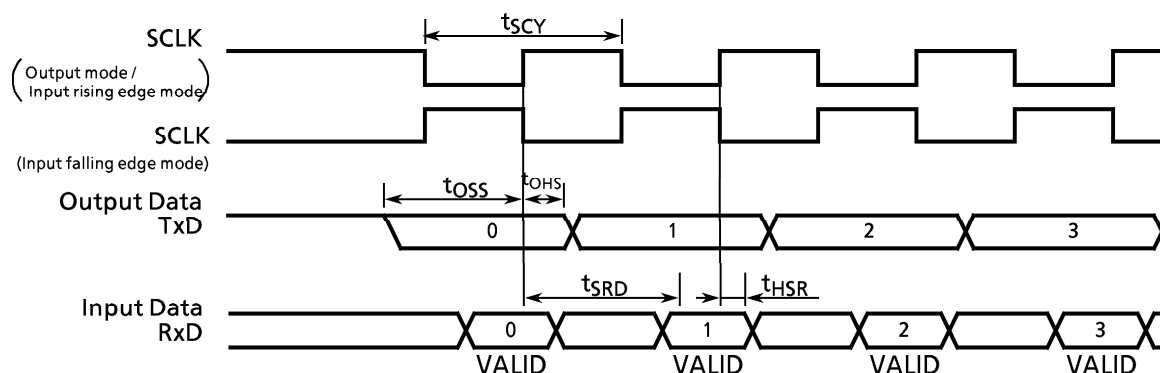 tSCY
SCLK
(Output mode /
Input rising edge mode)
SCLK
(Input falling edge mode)
tOSS tOHS
Output Data
TxD
0 1 2 3
tSRD tHSR
Input Data
RxD
0 1 2 3
VALID VALID VALID VALID